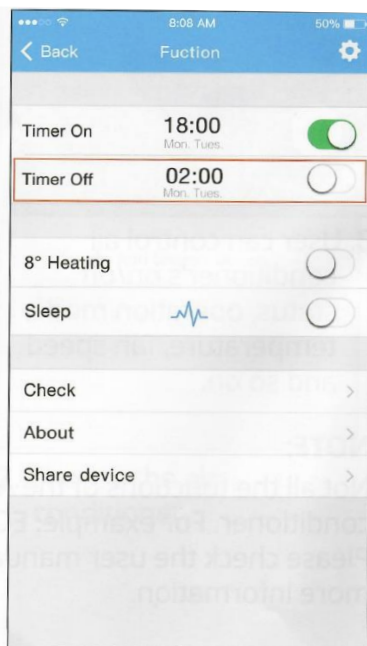 8:08 AM 50%
Back Fuction
Timer On 18:00
Mon. Tues.
Timer Off 02:00
Mon. Tues.
8° Heating
Sleep
Check
About
Share device